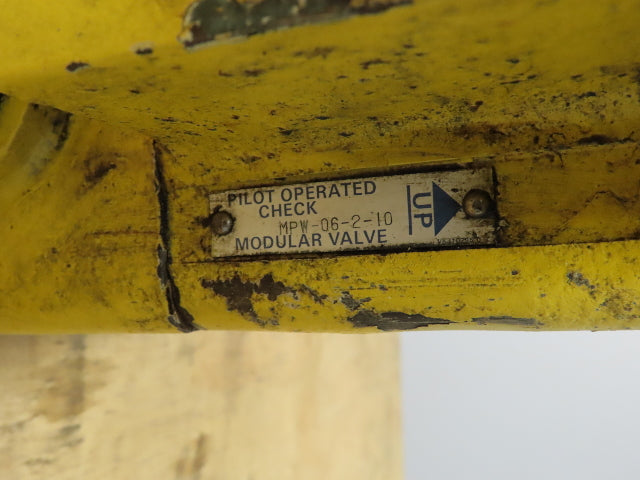 PILOT OPERATED
CHECK
MPW-06-2-10
MODULAR VALVE
UP